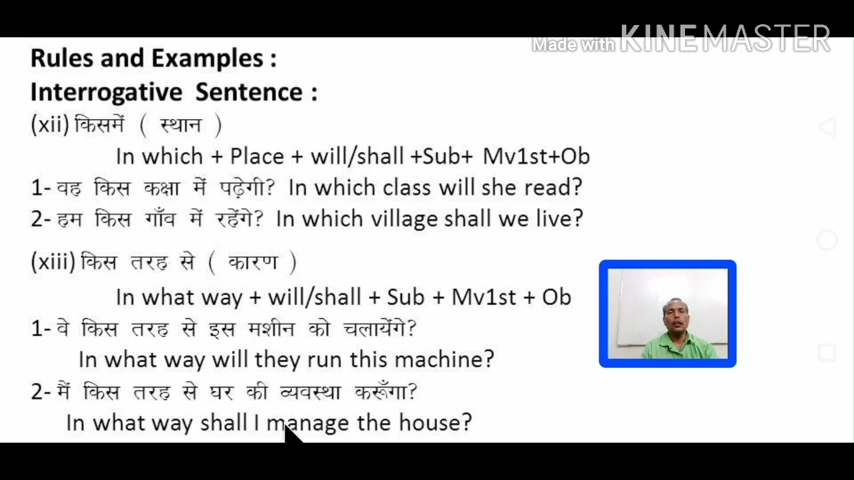 Made with KINEMASTER
Rules and Examples :
Interrogative Sentence :
(xii) किसमें ( स्थान )
In which + Place + will/shall +Sub+ Mv1st+Ob
1- वह किस कक्षा में पढ़ेगी? In which class will she read?
2- हम किस गाँव में रहेंगे? In which village shall we live?
(xiii) किस तरह से ( कारण )
In what way + will/shall + Sub + Mv1st + Ob
1- वे किस तरह से इस मशीन को चलायेंगे?
In what way will they run this machine?
2- मैं किस तरह से घर की व्यवस्था करूँगा?
In what way shall I manage the house?